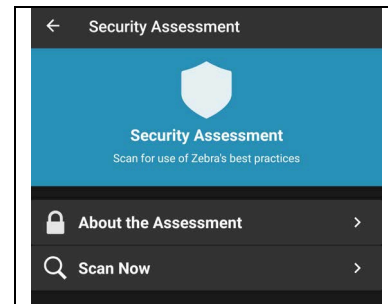 Security Assessment
Security Assessment
Scan for use of Zebra's best practices
About the Assessment
Scan Now